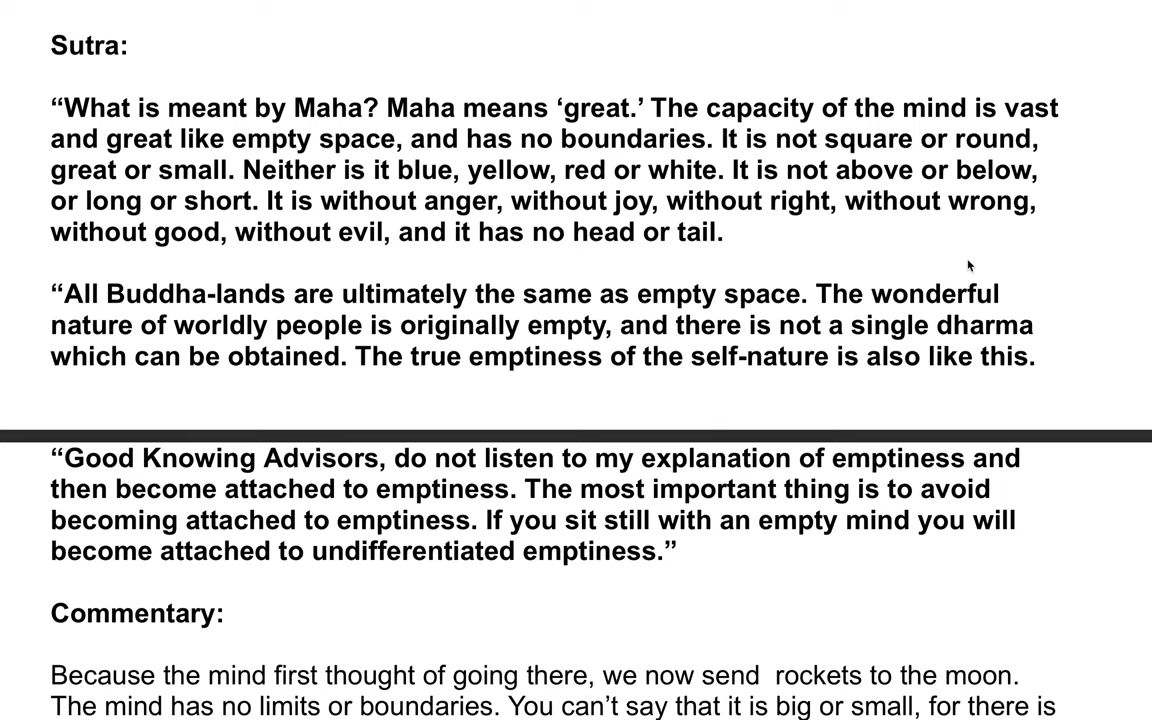 Sutra:
“What is meant by Maha? Maha means ‘great.’ The capacity of the mind is vast
and great like empty space, and has no boundaries. It is not square or round,
great or small. Neither is it blue, yellow, red or white. It is not above or below,
or long or short. It is without anger, without joy, without right, without wrong,
without good, without evil, and it has no head or tail.
“All Buddha-lands are ultimately the same as empty space. The wonderful
nature of worldly people is originally empty, and there is not a single dharma
which can be obtained. The true emptiness of the self-nature is also like this.
“Good Knowing Advisors, do not listen to my explanation of emptiness and
then become attached to emptiness. The most important thing is to avoid
becoming attached to emptiness. If you sit still with an empty mind you will
become attached to undifferentiated emptiness.”
Commentary:
Because the mind first thought of going there, we now send  rockets to the moon.
The mind has no limits or boundaries. You can’t say that it is big or small, for there is